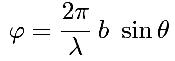 φ = 2π/λ b sin θ